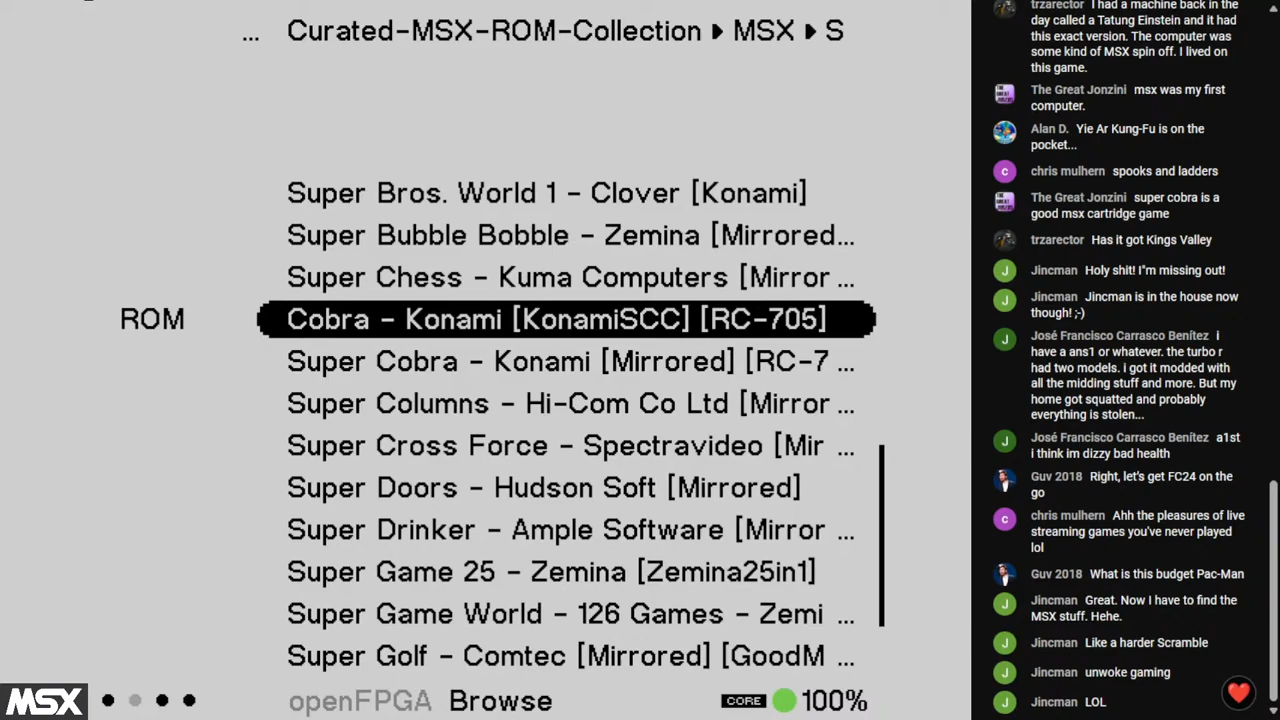 ... Curated-MSX-ROM-Collection ▸ MSX ▸ S
Super Bros. World 1 - Clover [Konami]
Super Bubble Bobble - Zemina [Mirrored...
Super Chess - Kuma Computers [Mirror ...
ROM
Cobra - Konami [KonamiSCC] [RC-705]
Super Cobra - Konami [Mirrored] [RC-7 ...
Super Columns - Hi-Com Co Ltd [Mirror ...
Super Cross Force - Spectravideo [Mir ...
Super Doors - Hudson Soft [Mirrored]
Super Drinker - Ample Software [Mirror ...
Super Game 25 - Zemina [Zemina25in1]
Super Game World - 126 Games - Zemi ...
Super Golf - Comtec [Mirrored] [GoodM ...
MSX
openFPGA Browse
CORE 100%
trzarector I had a machine back in the
day called a Tatung Einstein and it had
this exact version. The computer was
some kind of MSX spin off. I lived on
this game.
The Great Jonzini msx was my first
computer.
Alan D. Yie Ar Kung-Fu is on the
pocket...
c
chris mulhern spooks and ladders
The Great Jonzini super cobra is a
good msx cartridge game
trzarector Has it got Kings Valley
J
Jincman Holy shit! I"m missing out!
J
Jincman Jincman is in the house now
though! ;-)
J
José Francisco Carrasco Benítez i
have a ans1 or whatever. the turbo r
had two models. i got it modded with
all the midding stuff and more. But my
home got squatted and probably
everything is stolen...
J
José Francisco Carrasco Benítez a1st
i think im dizzy bad health
Guv 2018 Right, let's get FC24 on the
go
c
chris mulhern Ahh the pleasures of live
streaming games you've never played
lol
Guv 2018 What is this budget Pac-Man
J
Jincman Great. Now I have to find the
MSX stuff. Hehe.
J
Jincman Like a harder Scramble
J
Jincman unwoke gaming
J
Jincman LOL